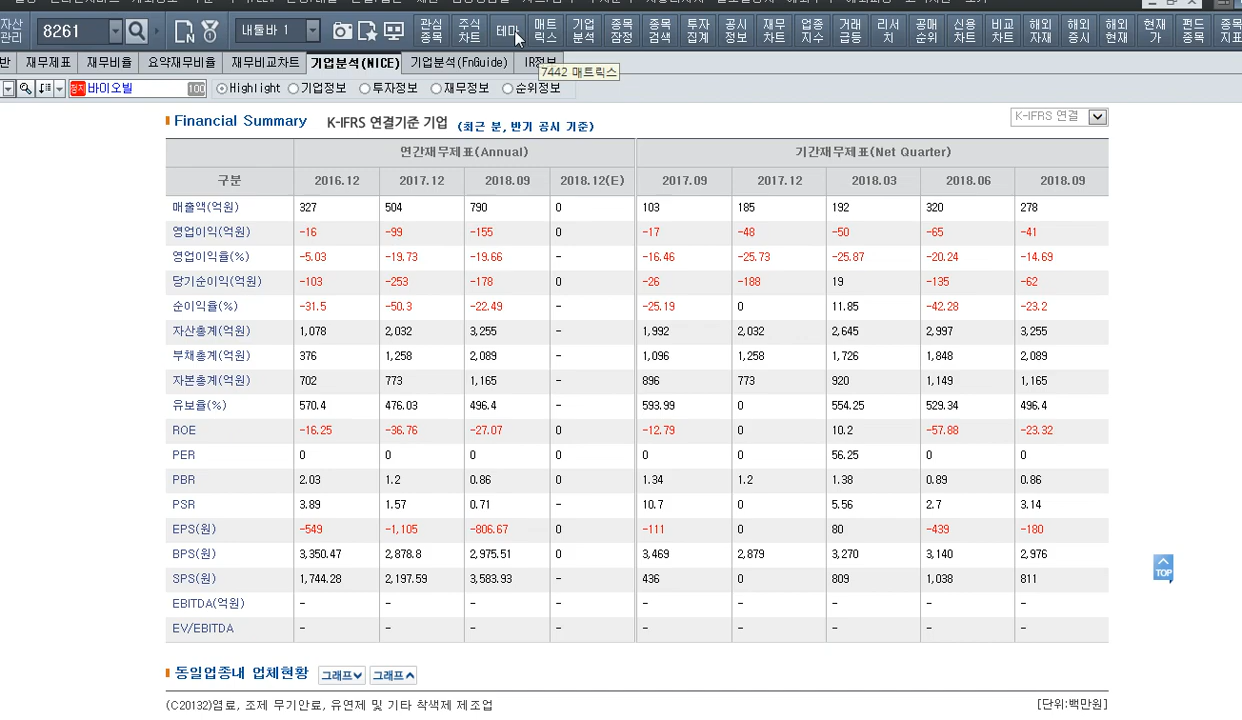 자산 관리 8261 내툴바 1 관심 종목 주식 차트 테마 매트 릭스 기업 분석 종목 잠정 종목 검색 투자 집계 공시 정보 재무 차트 업종 지수 거래 급등 리서 치 공매 순위 신용 차트 비교 차트 해외 자재 해외 증시 해외 현재 현재 가 펀드 종목 종목 지표
반 재무제표 재무비율 요약재무비율 재무비교차트 기업분석(NICE) 기업분석(FnGuide) IR정보
7442 매트릭스
정지 바이오빌 100 Highlight 기업정보 투자정보 재무정보 순위정보
Financial Summary K-IFRS 연결기준 기업 (최근 분, 반기 공시 기준) K-IFRS 연결
연간재무제표(Annual) 기간재무제표(Net Quarter)
구분 2016.12 2017.12 2018.09 2018.12(E) 2017.09 2017.12 2018.03 2018.06 2018.09
매출액(억원) 327 504 790 0 103 185 192 320 278
영업이익(억원) -16 -99 -155 0 -17 -48 -50 -65 -41
영업이익률(%) -5.03 -19.73 -19.66 - -16.46 -25.73 -25.87 -20.24 -14.69
당기순이익(억원) -103 -253 -178 0 -26 -188 19 -135 -62
순이익률(%) -31.5 -50.3 -22.49 - -25.19 0 11.85 -42.28 -23.2
자산총계(억원) 1,078 2,032 3,255 - 1,992 2,032 2,645 2,997 3,255
부채총계(억원) 376 1,258 2,089 - 1,096 1,258 1,726 1,848 2,089
자본총계(억원) 702 773 1,165 - 896 773 920 1,149 1,165
유보율(%) 570.4 476.03 496.4 - 593.99 0 554.25 529.34 496.4
ROE -16.25 -36.76 -27.07 0 -12.79 0 10.2 -57.88 -23.32
PER 0 0 0 0 0 0 56.25 0 0
PBR 2.03 1.2 0.86 0 1.34 1.2 1.38 0.89 0.86
PSR 3.89 1.57 0.71 - 10.7 0 5.56 2.7 3.14
EPS(원) -549 -1,105 -806.67 0 -111 0 80 -439 -180
BPS(원) 3,350.47 2,878.8 2,975.51 0 3,469 2,879 3,270 3,140 2,976
SPS(원) 1,744.28 2,197.59 3,583.93 - 436 0 809 1,038 811
EBITDA(억원) - - - - - - - - -
EV/EBITDA - - - - - - - - -
TOP
동일업종내 업체현황 그래프 그래프
(C20132)염료, 조제 무기안료, 유연제 및 기타 착색제 제조업 [단위:백만원]